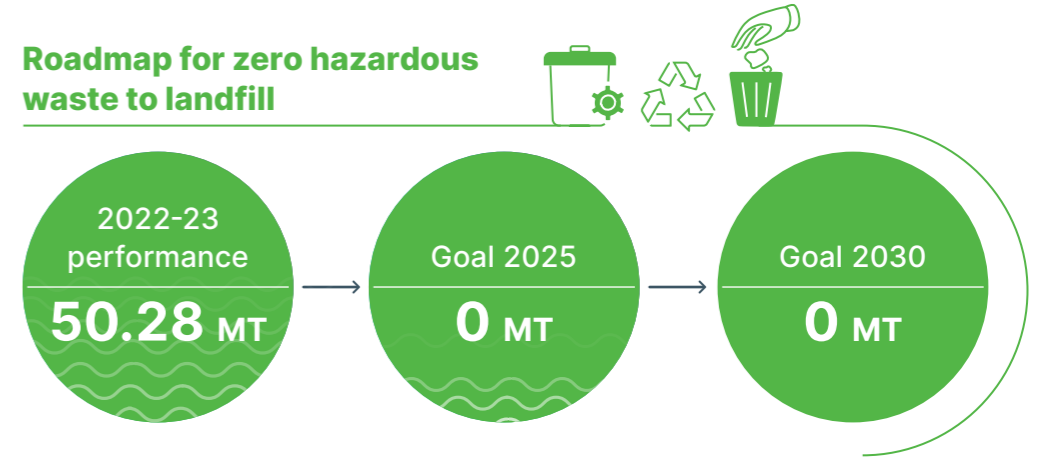 Roadmap for zero hazardous
waste to landfill
2022-23
performance
50.28 MT
Goal 2025
0 MT
Goal 2030
0 MT